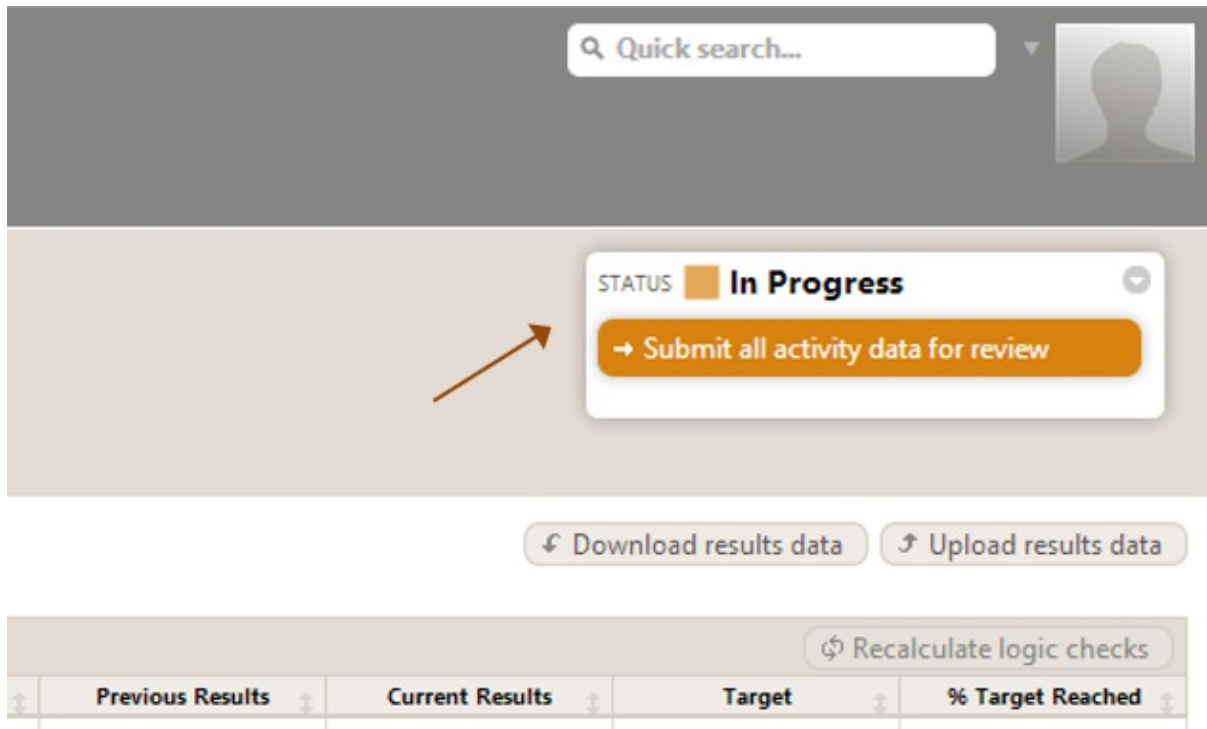 Quick search...
STATUS In Progress
→ Submit all activity data for review
Download results data Upload results data
Recalculate logic checks
Previous Results Current Results Target % Target Reached